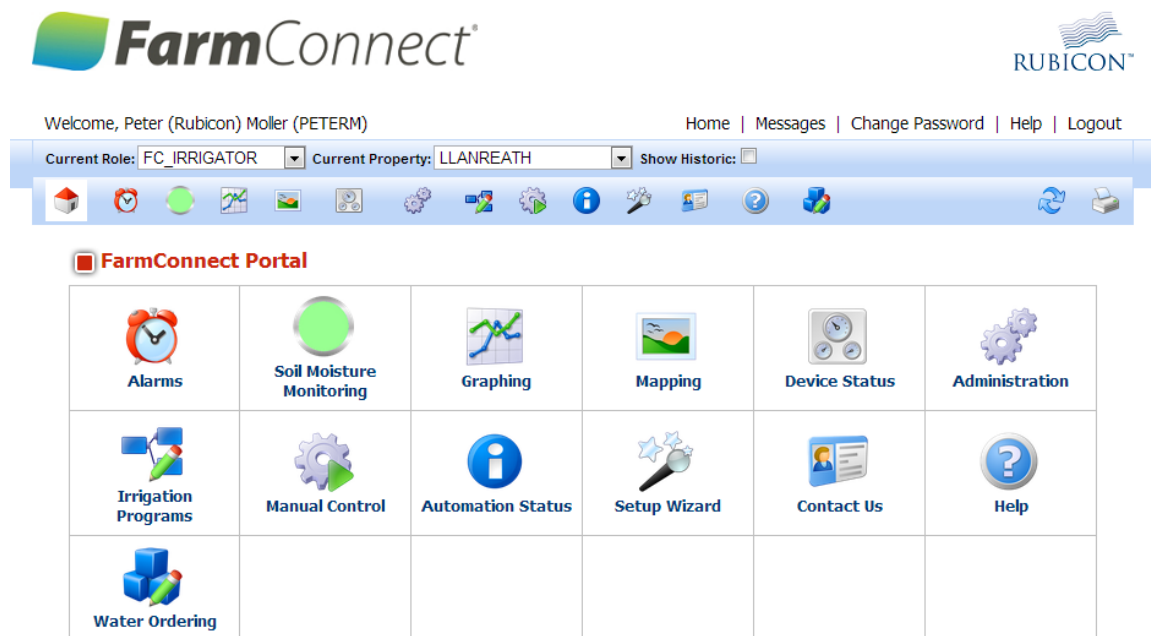 FarmConnect®
RUBICON™
Welcome, Peter (Rubicon) Moller (PETERM)
Home | Messages | Change Password | Help | Logout
Current Role: FC_IRRIGATOR Current Property: LLANREATH Show Historic:
FarmConnect Portal
Alarms
Soil Moisture
Monitoring
Graphing
Mapping
Device Status
Administration
Irrigation
Programs
Manual Control
Automation Status
Setup Wizard
Contact Us
Help
Water Ordering